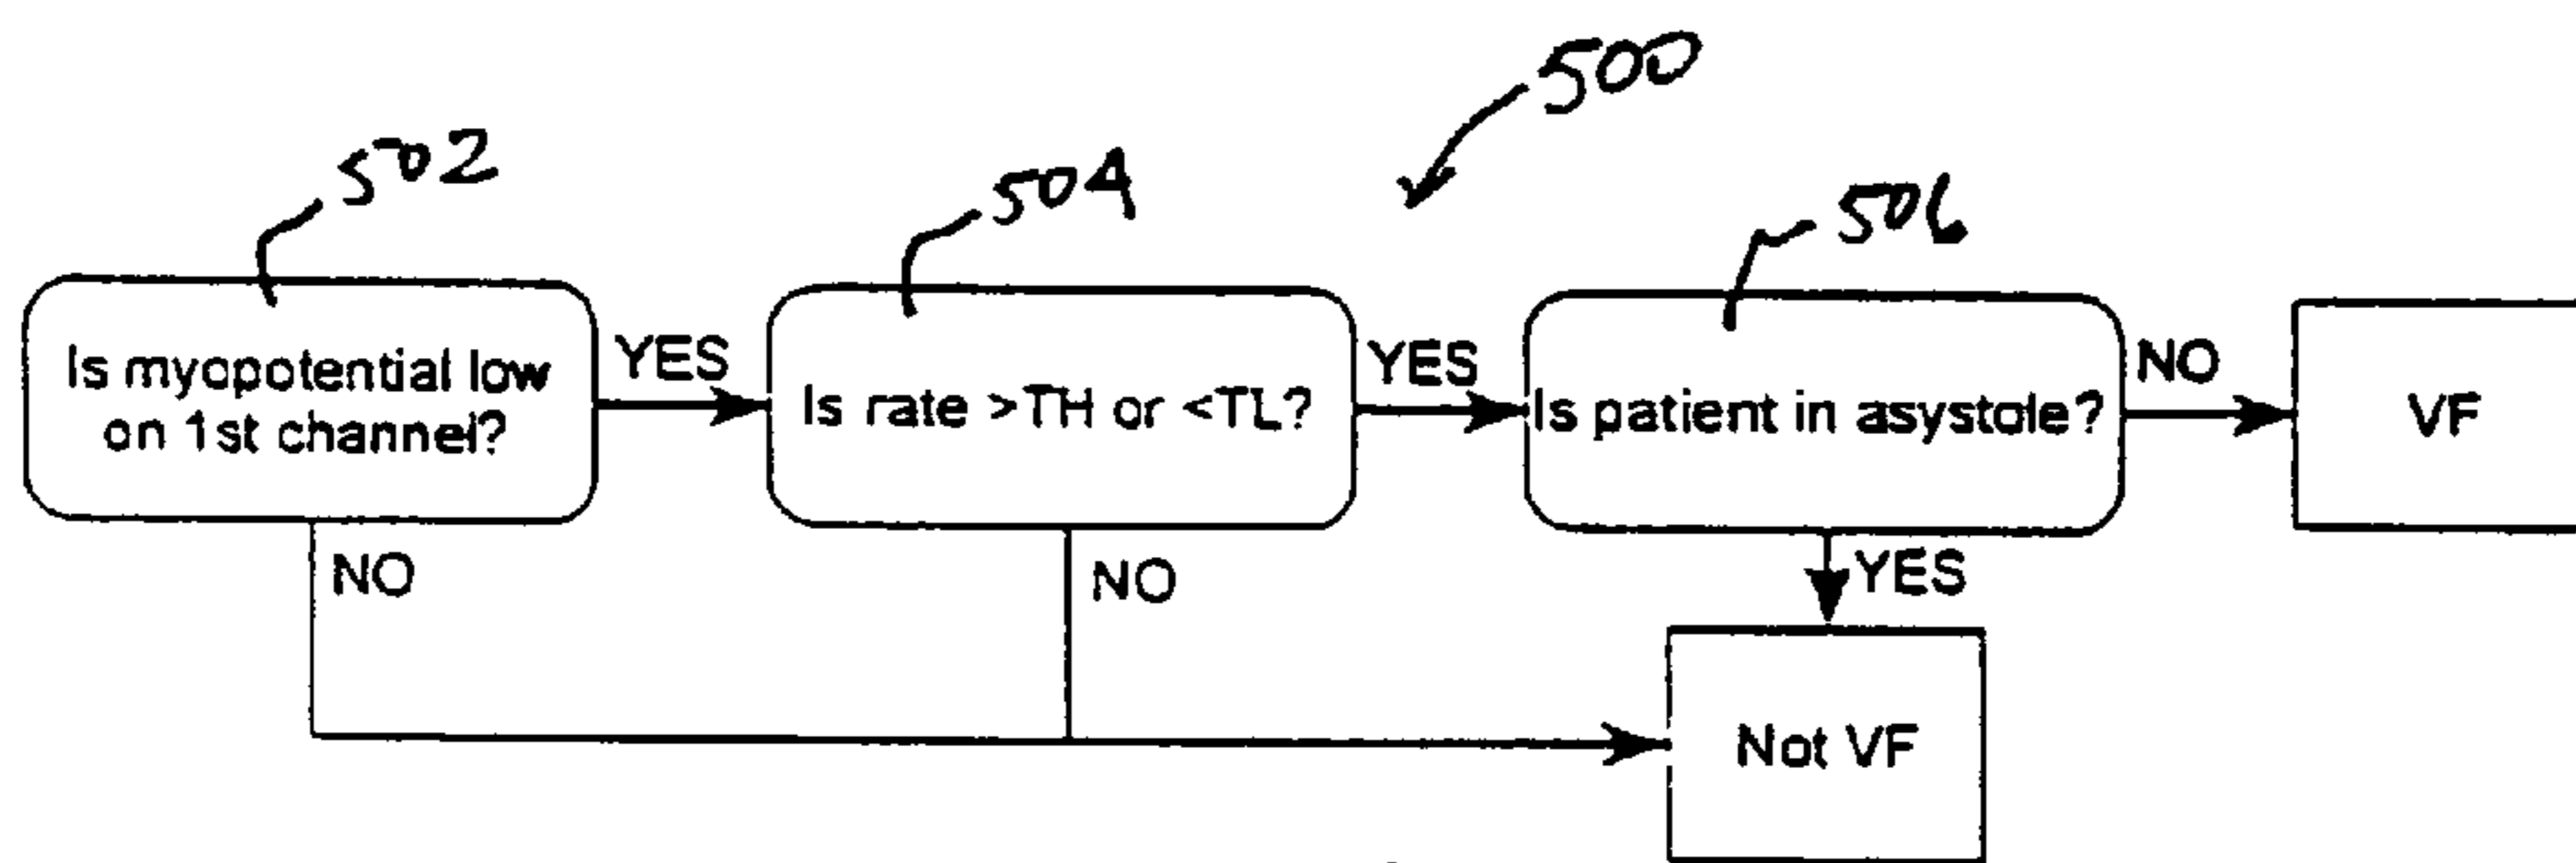 500
502
504
506
Is myopotential low
on 1st channel?
YES
Is rate >TH or <TL?
YES
Is patient in asystole?
NO
VF
NO
NO
YES
Not VF